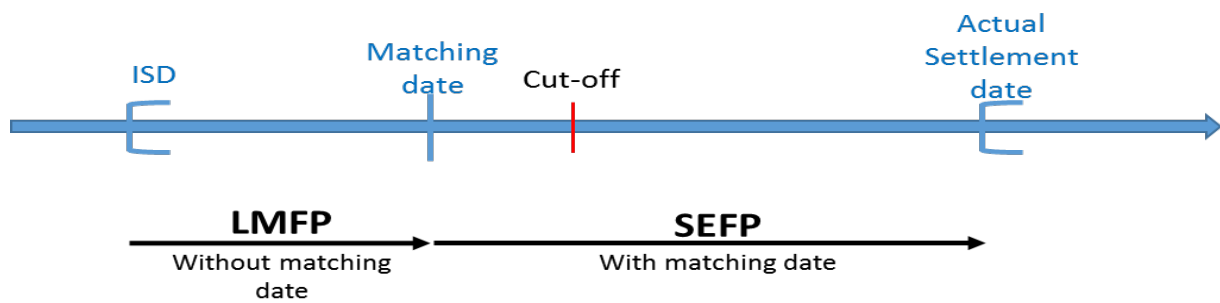 Actual
Settlement
date
Matching
date
ISD
Cut-off
LMFP
Without matching
date
SEFP
With matching date